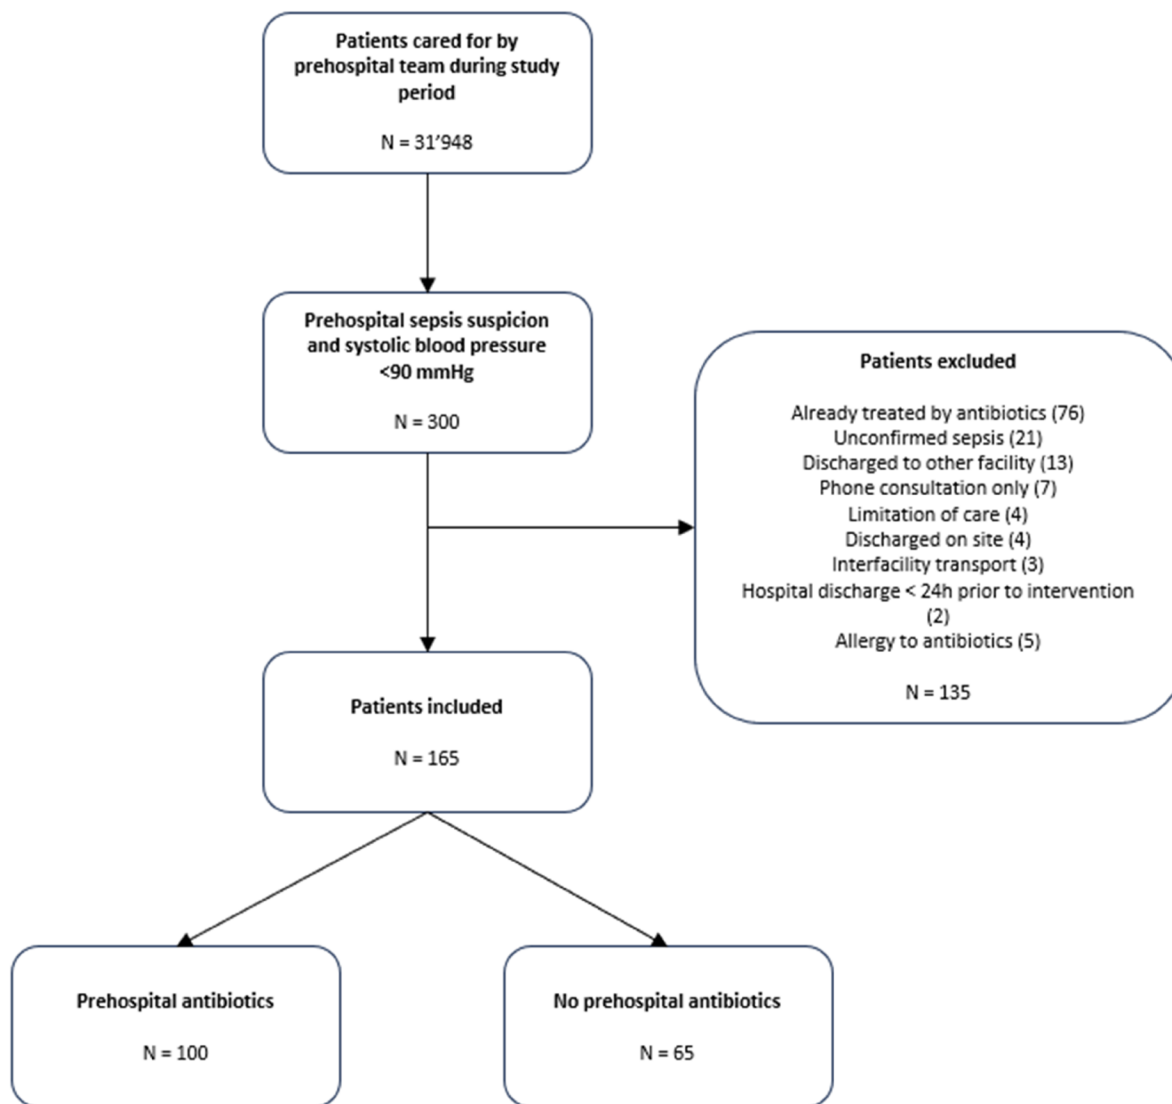 Patients cared for by
prehospital team during study
period
N = 31’948
Prehospital sepsis suspicion
and systolic blood pressure
<90 mmHg
N = 300
Patients excluded
Already treated by antibiotics (76)
Unconfirmed sepsis (21)
Discharged to other facility (13)
Phone consultation only (7)
Limitation of care (4)
Discharged on site (4)
Interfacility transport (3)
Hospital discharge < 24h prior to intervention
(2)
Allergy to antibiotics (5)
N = 135
Patients included
N = 165
Prehospital antibiotics
N = 100
No prehospital antibiotics
N = 65